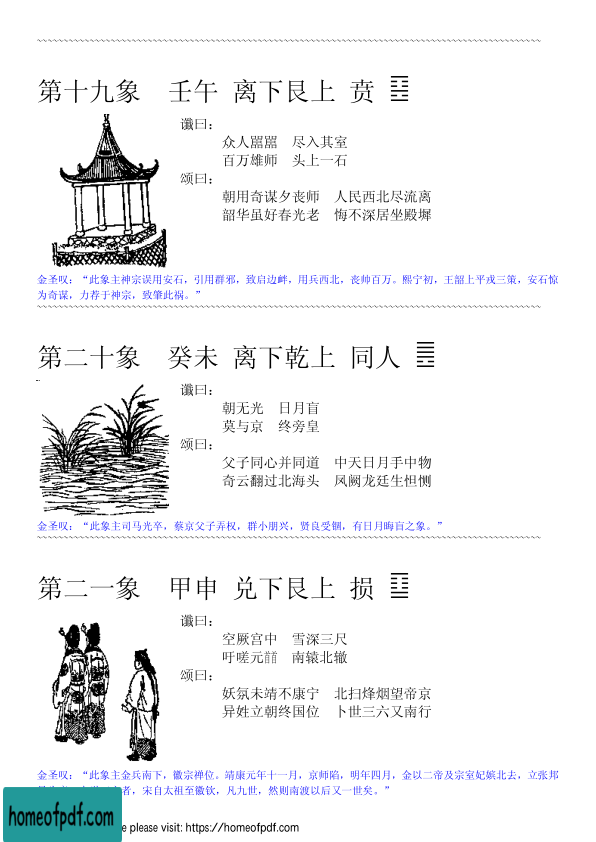 第十九象 壬午 离下艮上 贲 ䷕
谶曰：
众人嚣嚣 尽入其室
百万雄师 头上一石
颂曰：
朝用奇谋夕丧师 人民西北尽流离
韶华虽好春光老 悔不深居坐殿墀
金圣叹：“此象主神宗误用安石，引用群邪，致启边衅，用兵西北，丧帅百万。熙宁初，王韶上平戎三策，安石惊
为奇谋，力荐于神宗，致肇此祸。”
第二十象 癸未 离下乾上 同人 ䷌
谶曰：
朝无光 日月盲
莫与京 终旁皇
颂曰：
父子同心并同道 中天日月手中物
奇云翻过北海头 凤阙龙廷生怛恻
金圣叹：“此象主司马光卒，蔡京父子弄权，群小朋兴，贤良受锢，有日月晦盲之象。”
第二一象 甲申 兑下艮上 损 ䷨
谶曰：
空厥宫中 雪深三尺
吁嗟元首 南辕北辙
颂曰：
妖氛未靖不康宁 北扫烽烟望帝京
异姓立朝终国位 卜世三六又南行
金圣叹：“此象主金兵南下，徽宗禅位。靖康元年十一月，京师陷，明年四月，金以二帝及宗室妃嫔北去，立张邦
者，宋自太祖至徽钦，凡九世，然则南渡以后又一世矣。”
homeofpdf.com
e please visit: https://homeofpdf.com